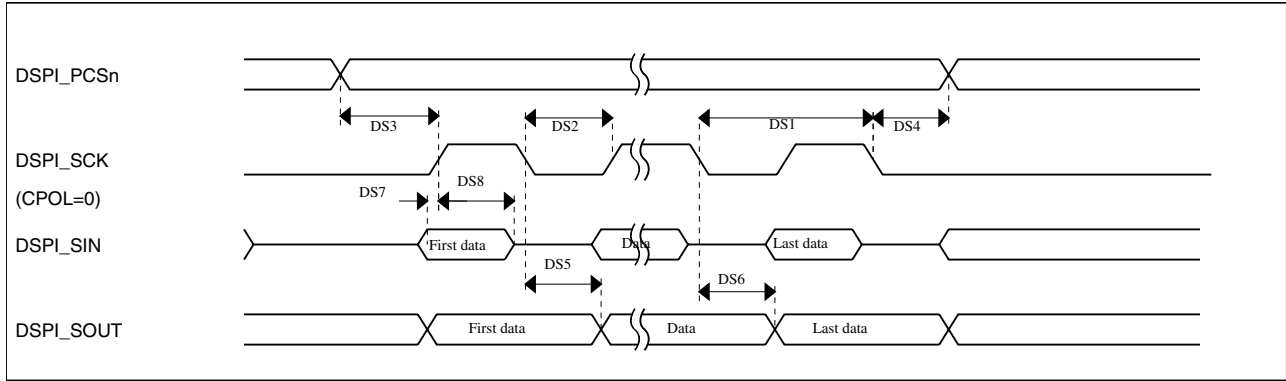 DSPI_PCSn
DS3
DS2
DS1
DS4
DSPI_SCK
(CPOL=0)
DS7
DS8
DSPI_SIN
First data
Data
Last data
DS5
DS6
DSPI_SOUT
First data
Data
Last data